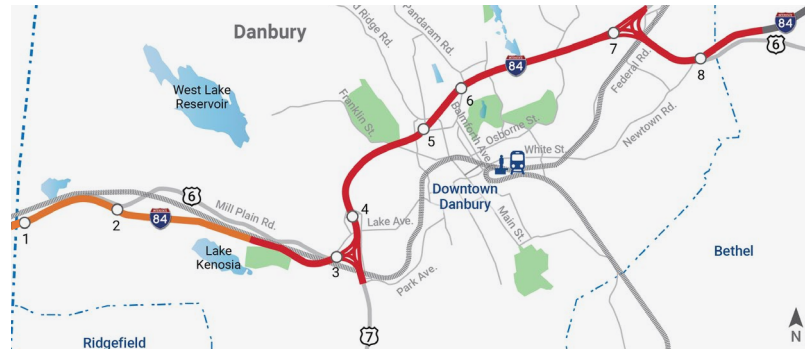 Danbury
d Ridge Rd.
Pandaram Rd.
84
6
7
8
West Lake
Reservoir
84
6
Federal Rd.
Franklin St.
Balmforth Ave.
Osborne St.
Newtown Rd.
5
White St.
Downtown
Danbury
6
Mill Plain Rd.
84
1
2
4
Lake Ave.
Main St.
Lake
Kenosia
3
Park Ave.
Bethel
7
Ridgefield
N